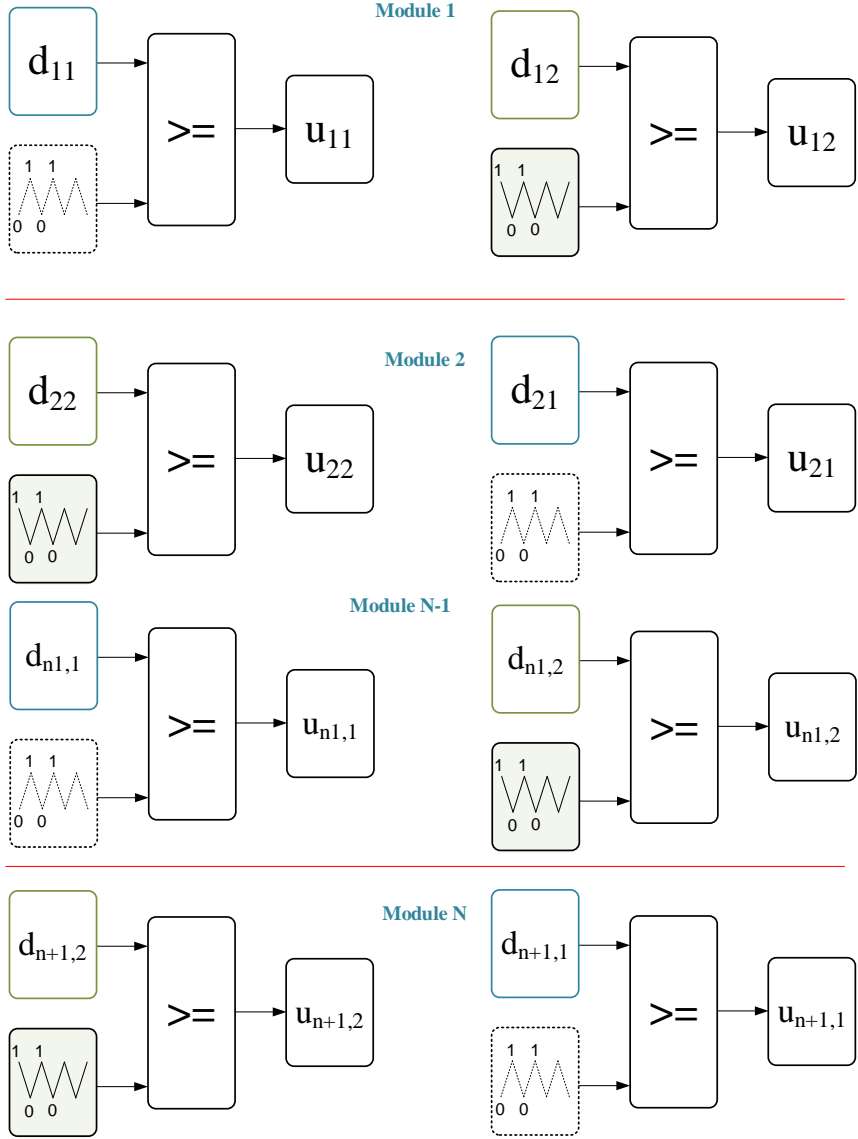 Module 1
d11
>=
u11
1 1
0 0
d12
>=
u12
1 1
0 0
Module 2
d22
>=
u22
1 1
0 0
d21
>=
u21
1 1
0 0
Module N-1
dn1,1
>=
un1,1
1 1
0 0
dn1,2
>=
un1,2
1 1
0 0
Module N
dn+1,2
>=
un+1,2
1 1
0 0
dn+1,1
>=
un+1,1
1 1
0 0